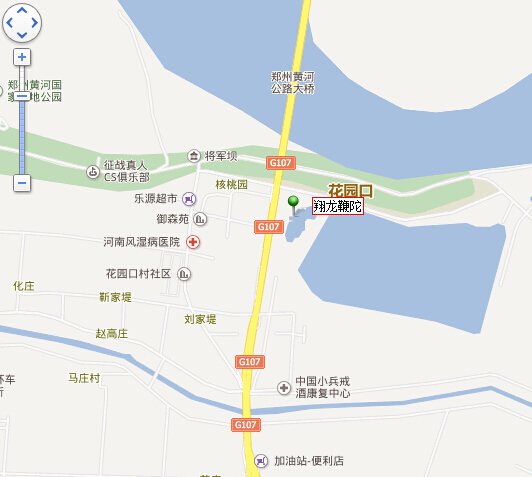 郑州黄河
公路大桥
郑州黄河国
家湿地公园
将军坝
G107
征战真人
CS俱乐部
核桃园
花园口
乐源超市
翔龙鞭陀
御森苑
G107
河南风湿病医院
花园口村社区
化庄
靳家堤
刘家堤
赵高庄
G107
马庄村
中国小兵戒
酒康复中心
环车
G107
加油站-便利店